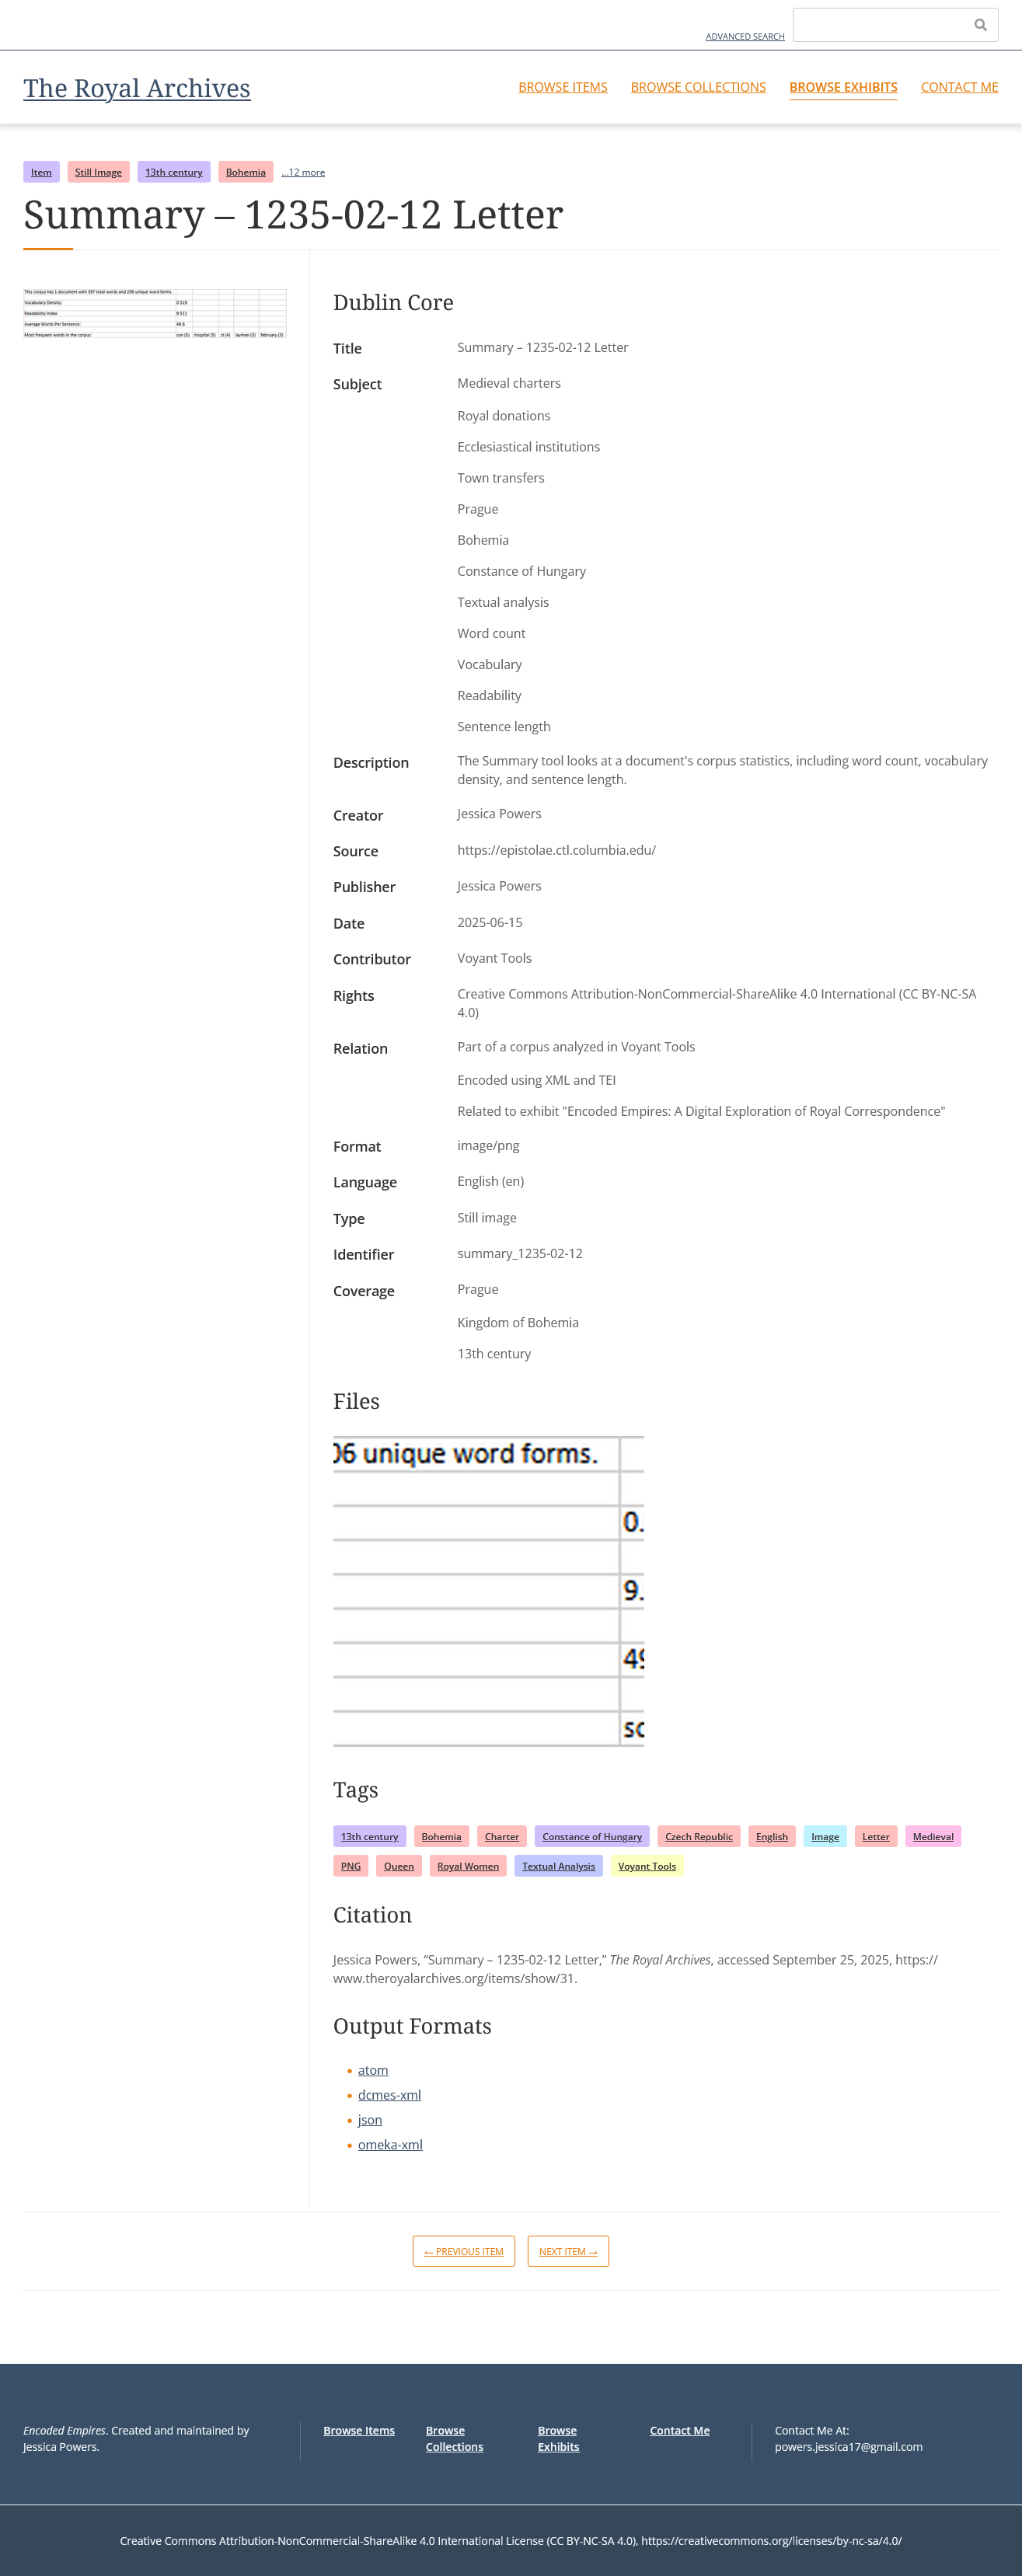 ADVANCED SEARCH
The Royal Archives
BROWSE ITEMS BROWSE COLLECTIONS BROWSE EXHIBITS CONTACT ME
Item Still Image 13th century Bohemia ...12 more
Summary – 1235-02-12 Letter
This corpus has 1 document with 397 total words and 206 unique word forms.
Vocabulary Density: 0.519
Readability Index: 9.511
Average Words Per Sentence: 49.6
Most frequent words in the corpus: son (5) hospital (5) st (4) layman (3) february (3)
Dublin Core
Title Summary – 1235-02-12 Letter
Subject Medieval charters
Royal donations
Ecclesiastical institutions
Town transfers
Prague
Bohemia
Constance of Hungary
Textual analysis
Word count
Vocabulary
Readability
Sentence length
Description The Summary tool looks at a document's corpus statistics, including word count, vocabulary
density, and sentence length.
Creator Jessica Powers
Source https://epistolae.ctl.columbia.edu/
Publisher Jessica Powers
Date 2025-06-15
Contributor Voyant Tools
Rights Creative Commons Attribution-NonCommercial-ShareAlike 4.0 International (CC BY-NC-SA
4.0)
Relation Part of a corpus analyzed in Voyant Tools
Encoded using XML and TEI
Related to exhibit "Encoded Empires: A Digital Exploration of Royal Correspondence"
Format image/png
Language English (en)
Type Still image
Identifier summary_1235-02-12
Coverage Prague
Kingdom of Bohemia
13th century
Files
06 unique word forms.
0.
9.
49
so
Tags
13th century Bohemia Charter Constance of Hungary Czech Republic English Image Letter Medieval
PNG Queen Royal Women Textual Analysis Voyant Tools
Citation
Jessica Powers, “Summary – 1235-02-12 Letter,” The Royal Archives, accessed September 25, 2025, https://
www.theroyalarchives.org/items/show/31.
Output Formats
atom
dcmes-xml
json
omeka-xml
← PREVIOUS ITEM NEXT ITEM →
Encoded Empires. Created and maintained by
Jessica Powers.
Browse Items
Browse
Collections
Browse
Exhibits
Contact Me
Contact Me At:
powers.jessica17@gmail.com
Creative Commons Attribution-NonCommercial-ShareAlike 4.0 International License (CC BY-NC-SA 4.0), https://creativecommons.org/licenses/by-nc-sa/4.0/